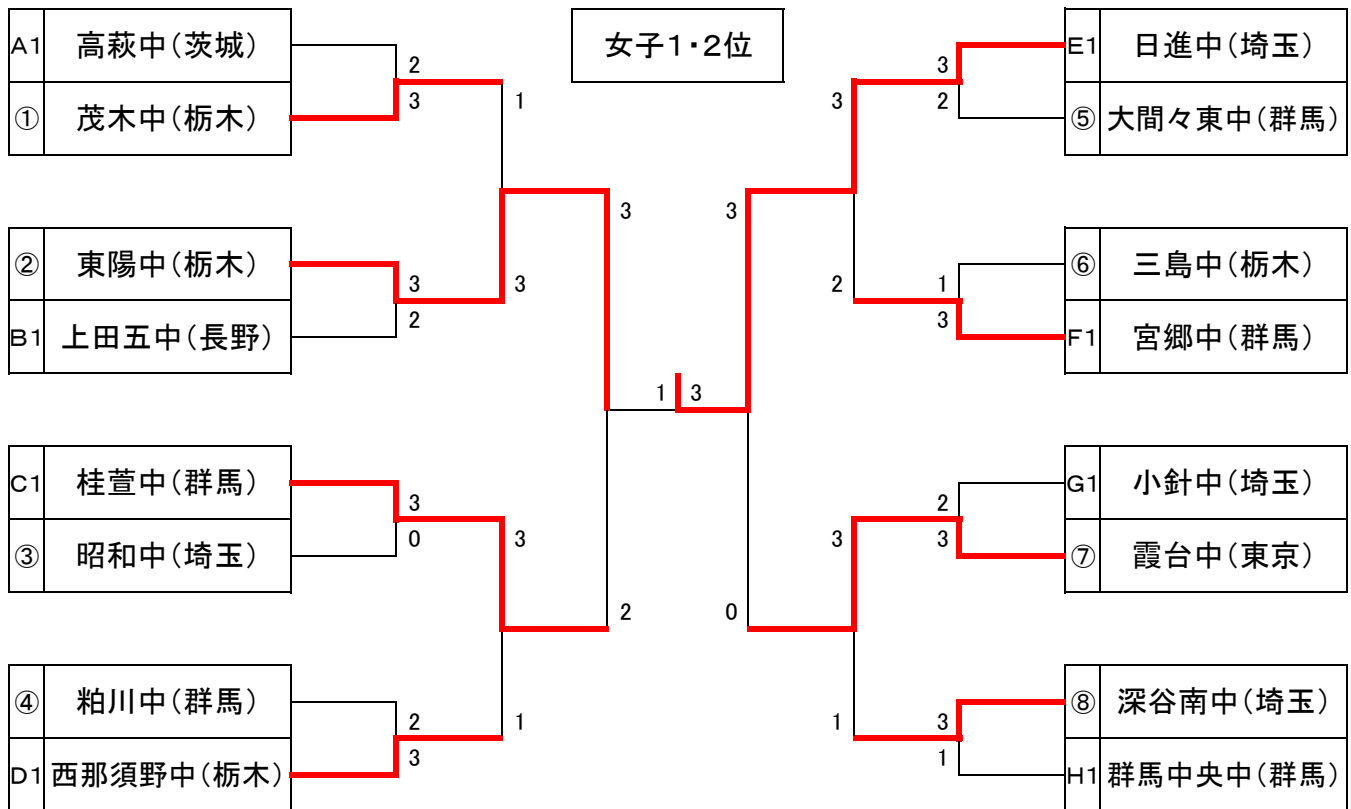 女子1・2位
A1 高萩中(茨城)
① 茂木中(栃木)
2
3
1
② 東陽中(栃木)
B1 上田五中(長野)
3
2
3
3
C1 桂萱中(群馬)
③ 昭和中(埼玉)
3
0
3
④ 粕川中(群馬)
D1 西那須野中(栃木)
2
3
1
2
1 3
E1 日進中(埼玉)
⑤ 大間々東中(群馬)
3
2
3
⑥ 三島中(栃木)
F1 宮郷中(群馬)
1
3
2
3
G1 小針中(埼玉)
⑦ 霞台中(東京)
2
3
3
⑧ 深谷南中(埼玉)
H1 群馬中央中(群馬)
3
1
1
0